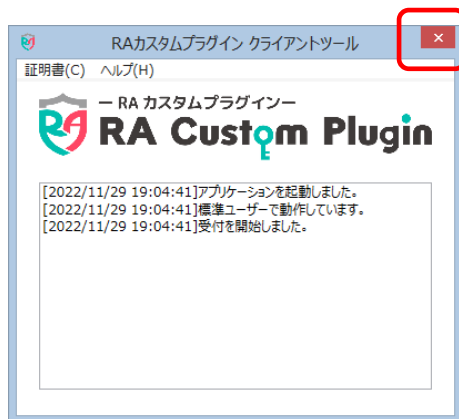 RAカスタムプラグイン クライアントツール
証明書(C) ヘルプ(H)
ー RA カスタムプラグインー
RA Custom Plugin
[2022/11/29 19:04:41]アプリケーションを起動しました。
[2022/11/29 19:04:41]標準ユーザーで動作しています。
[2022/11/29 19:04:41]受付を開始しました。